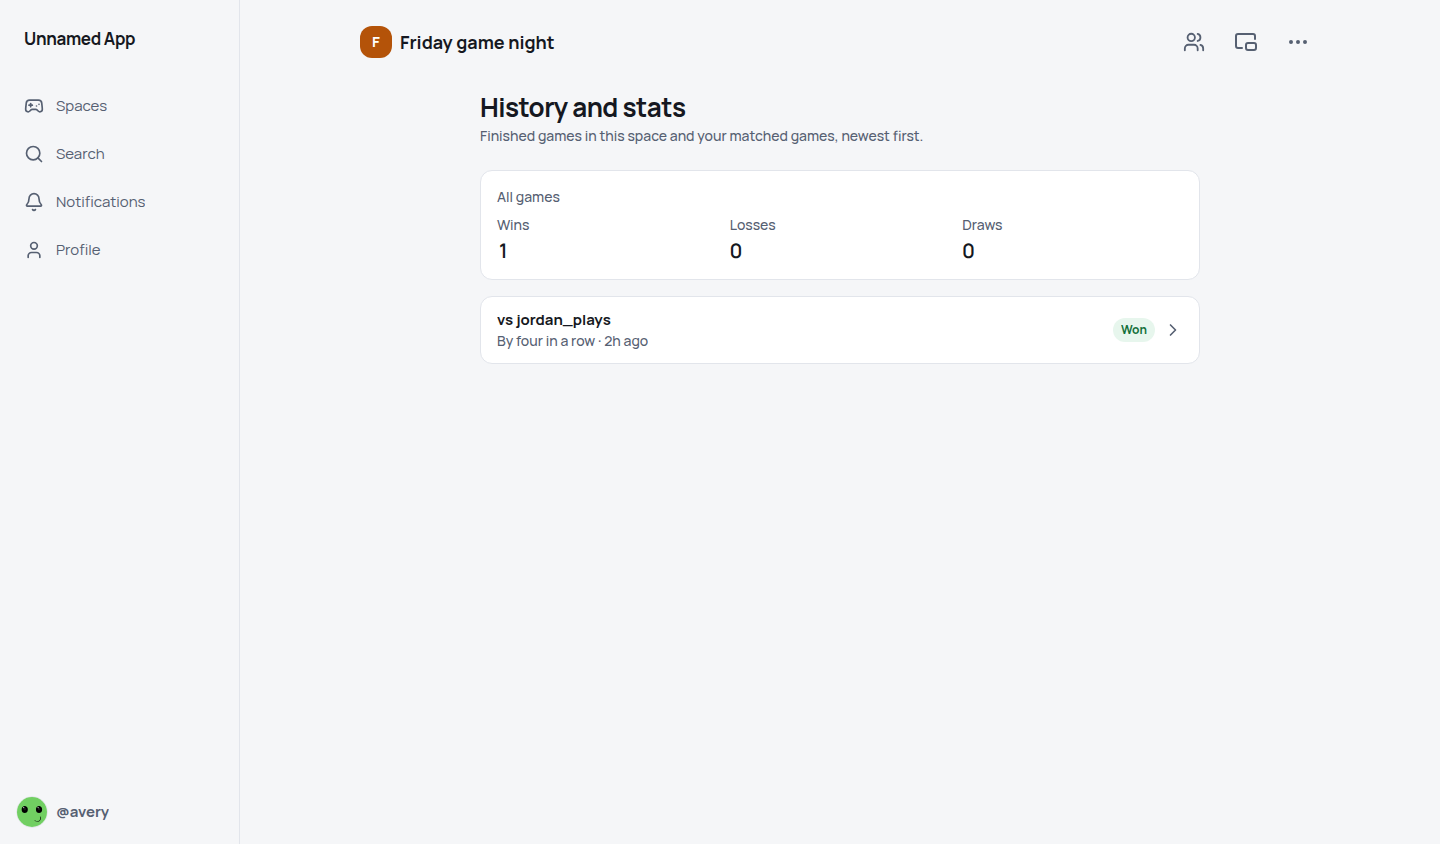 Unnamed App
Spaces
Search
Notifications
Profile
@avery
F
Friday game night
History and stats
Finished games in this space and your matched games, newest first.
All games
Wins
Losses
Draws
1
0
0
vs jordan_plays
By four in a row · 2h ago
Won